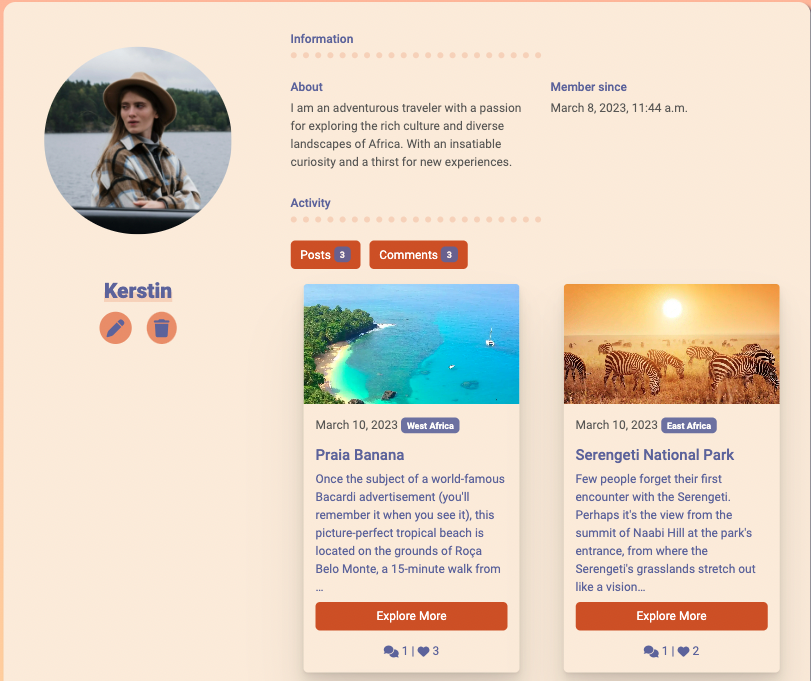 Information
About
I am an adventurous traveler with a passion
for exploring the rich culture and diverse
landscapes of Africa. With an insatiable
curiosity and a thirst for new experiences.
Member since
March 8, 2023, 11:44 a.m.
Activity
Posts 3
Comments 3
Kerstin
March 10, 2023 West Africa
Praia Banana
Once the subject of a world-famous
Bacardi advertisement (you'll
remember it when you see it), this
picture-perfect tropical beach is
located on the grounds of Roça
Belo Monte, a 15-minute walk from
…
Explore More
1 | 3
March 10, 2023 East Africa
Serengeti National Park
Few people forget their first
encounter with the Serengeti.
Perhaps it's the view from the
summit of Naabi Hill at the park's
entrance, from where the
Serengeti's grasslands stretch out
like a vision…
Explore More
1 | 2